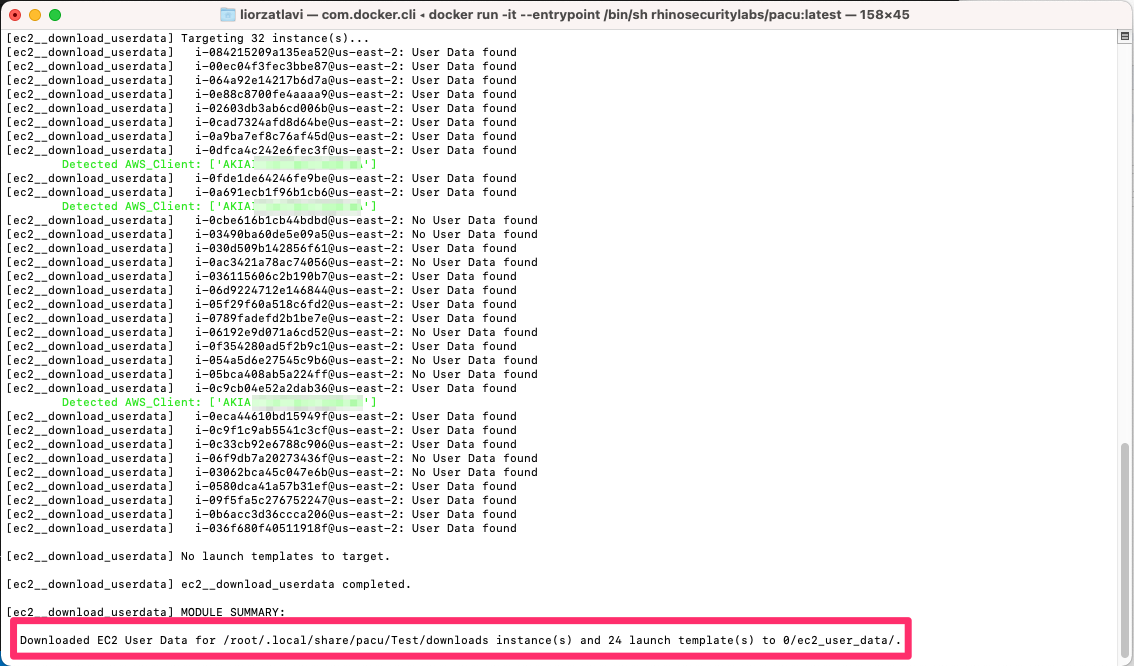 liorzatlavi — com.docker.cli ◂ docker run -it --entrypoint /bin/sh rhinosecuritylabs/pacu:latest — 158×45
[ec2__download_userdata] Targeting 32 instance(s)...
[ec2__download_userdata]   i-084215209a135ea52@us-east-2: User Data found
[ec2__download_userdata]   i-00ec04f3fec3bbe87@us-east-2: User Data found
[ec2__download_userdata]   i-064a92e14217b6d7a@us-east-2: User Data found
[ec2__download_userdata]   i-0e88c8700fe4aaaa9@us-east-2: User Data found
[ec2__download_userdata]   i-02603db3ab6cd006b@us-east-2: User Data found
[ec2__download_userdata]   i-0cad7324afd8d64be@us-east-2: User Data found
[ec2__download_userdata]   i-0a9ba7ef8c76af45d@us-east-2: User Data found
[ec2__download_userdata]   i-0dfca4c242e6fec3f@us-east-2: User Data found
Detected AWS_Client: ['AKIA ']
[ec2__download_userdata]   i-0fde1de64246fe9be@us-east-2: User Data found
[ec2__download_userdata]   i-0a691ecb1f96b1cb6@us-east-2: User Data found
Detected AWS_Client: ['AKIA ']
[ec2__download_userdata]   i-0cbe616b1cb44bdbd@us-east-2: No User Data found
[ec2__download_userdata]   i-03490ba60de5e09a5@us-east-2: No User Data found
[ec2__download_userdata]   i-030d509b142856f61@us-east-2: User Data found
[ec2__download_userdata]   i-0ac3421a78ac74056@us-east-2: No User Data found
[ec2__download_userdata]   i-036115606c2b190b7@us-east-2: User Data found
[ec2__download_userdata]   i-06d9224712e146844@us-east-2: User Data found
[ec2__download_userdata]   i-05f29f60a518c6fd2@us-east-2: User Data found
[ec2__download_userdata]   i-0789fadefd2b1be7e@us-east-2: User Data found
[ec2__download_userdata]   i-06192e9d071a6cd52@us-east-2: No User Data found
[ec2__download_userdata]   i-0f354280ad5f2b9c1@us-east-2: User Data found
[ec2__download_userdata]   i-054a5d6e27545c9b6@us-east-2: No User Data found
[ec2__download_userdata]   i-05bca408ab5a224ff@us-east-2: No User Data found
[ec2__download_userdata]   i-0c9cb04e52a2dab36@us-east-2: User Data found
Detected AWS_Client: ['AKIA ']
[ec2__download_userdata]   i-0eca44610bd15949f@us-east-2: User Data found
[ec2__download_userdata]   i-0c9f1c9ab5541c3cf@us-east-2: User Data found
[ec2__download_userdata]   i-0c33cb92e6788c906@us-east-2: User Data found
[ec2__download_userdata]   i-06f9db7a20273436f@us-east-2: No User Data found
[ec2__download_userdata]   i-03062bca45c047e6b@us-east-2: No User Data found
[ec2__download_userdata]   i-0580dca41a57b31ef@us-east-2: User Data found
[ec2__download_userdata]   i-09f5fa5c276752247@us-east-2: User Data found
[ec2__download_userdata]   i-0b6acc3d36ccca206@us-east-2: User Data found
[ec2__download_userdata]   i-036f680f40511918f@us-east-2: User Data found
[ec2__download_userdata] No launch templates to target.
[ec2__download_userdata] ec2__download_userdata completed.
[ec2__download_userdata] MODULE SUMMARY:
Downloaded EC2 User Data for /root/.local/share/pacu/Test/downloads instance(s) and 24 launch template(s) to 0/ec2_user_data/.